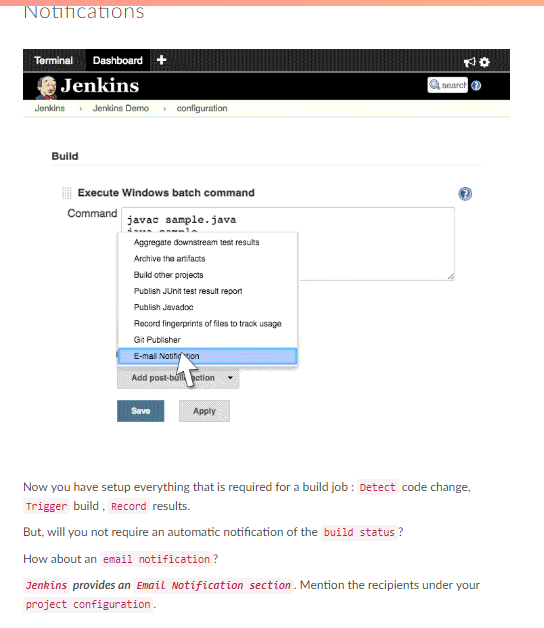 Notifications
Terminal Dashboard
Jenkins search
Jenkins Jenkins Demo configuration
Build
Execute Windows batch command
Command javac sample.java
java sample
Aggregate downstream test results
Archive the artifacts
Build other projects
Publish JUnit test result report
Publish Javadoc
Record fingerprints of files to track usage
Git Publisher
E-mail Notification
Add post-build action
Save Apply
Now you have setup everything that is required for a build job : Detect code change,
Trigger build , Record results.
But, will you not require an automatic notification of the build status ?
How about an email notification ?
Jenkins provides an Email Notification section . Mention the recipients under your
project configuration .